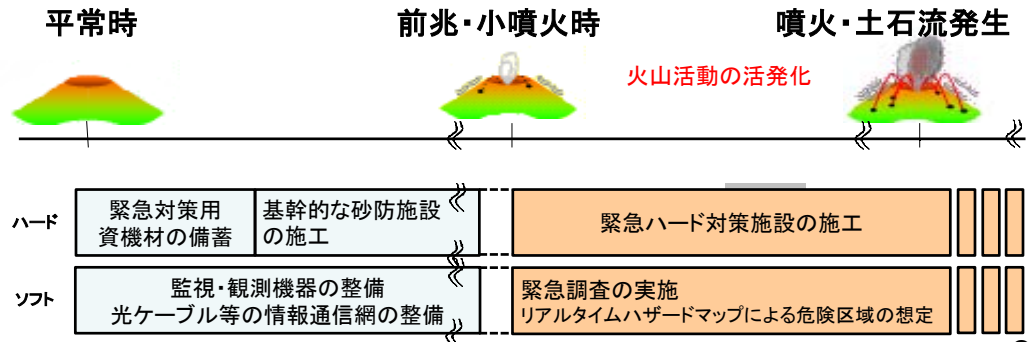 平常時
前兆・小噴火時
噴火・土石流発生
火山活動の活発化
ハード
緊急対策用
資機材の備蓄
基幹的な砂防施設
の施工
緊急ハード対策施設の施工
ソフト
監視・観測機器の整備
光ケーブル等の情報通信網の整備
緊急調査の実施
リアルタイムハザードマップによる危険区域の想定